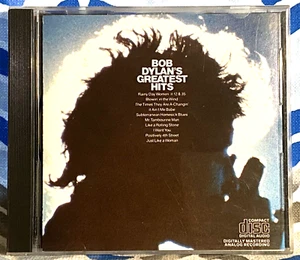 BOB
DYLAN'S
GREATEST
HITS
Rainy Day Women #12 & 35
Blowin' in the Wind
The Times They Are A-Changin'
It Ain't Me Babe
Subterranean Homesick Blues
Mr. Tambourine Man
Like a Rolling Stone
I Want You
Positively 4th Street
Just Like a Woman
COMPACT
disc
DIGITAL AUDIO
DIGITALLY MASTERED
ANALOG RECORDING